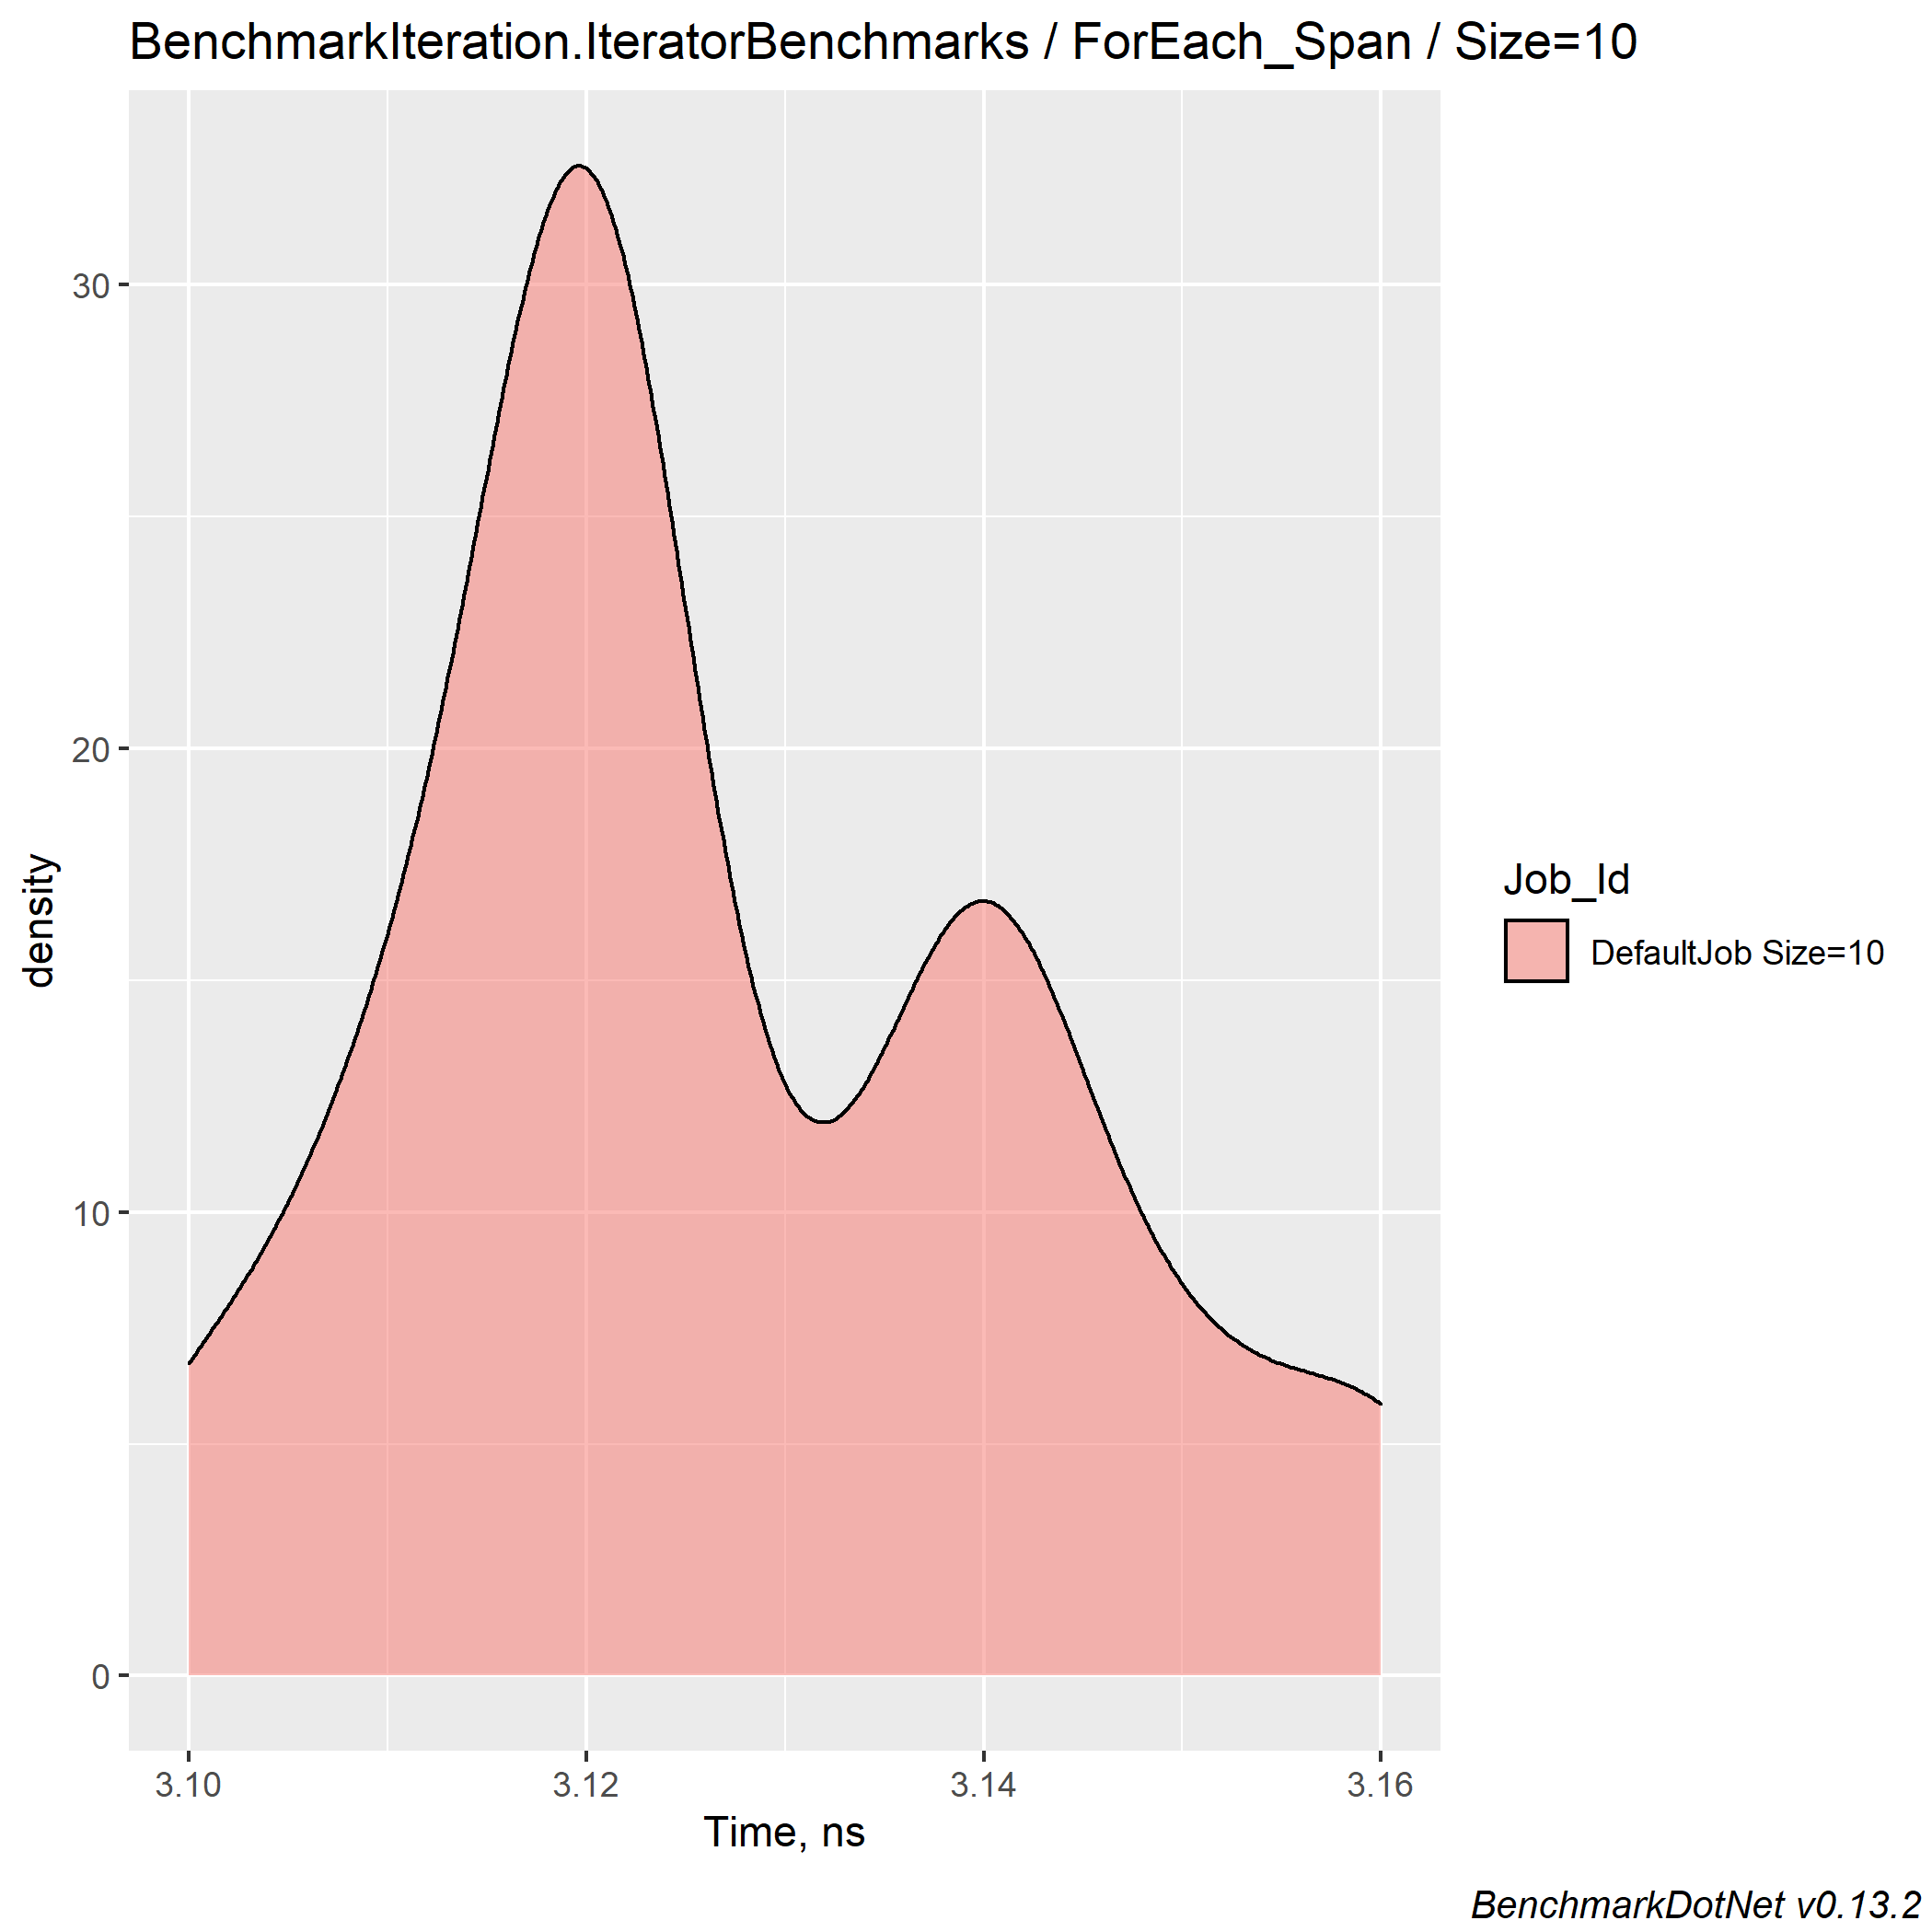 BenchmarkIteration.IteratorBenchmarks / ForEach_Span / Size=10
30
20
10
0
density
3.10 3.12 3.14 3.16
Time, ns
Job_Id
DefaultJob Size=10
BenchmarkDotNet v0.13.2